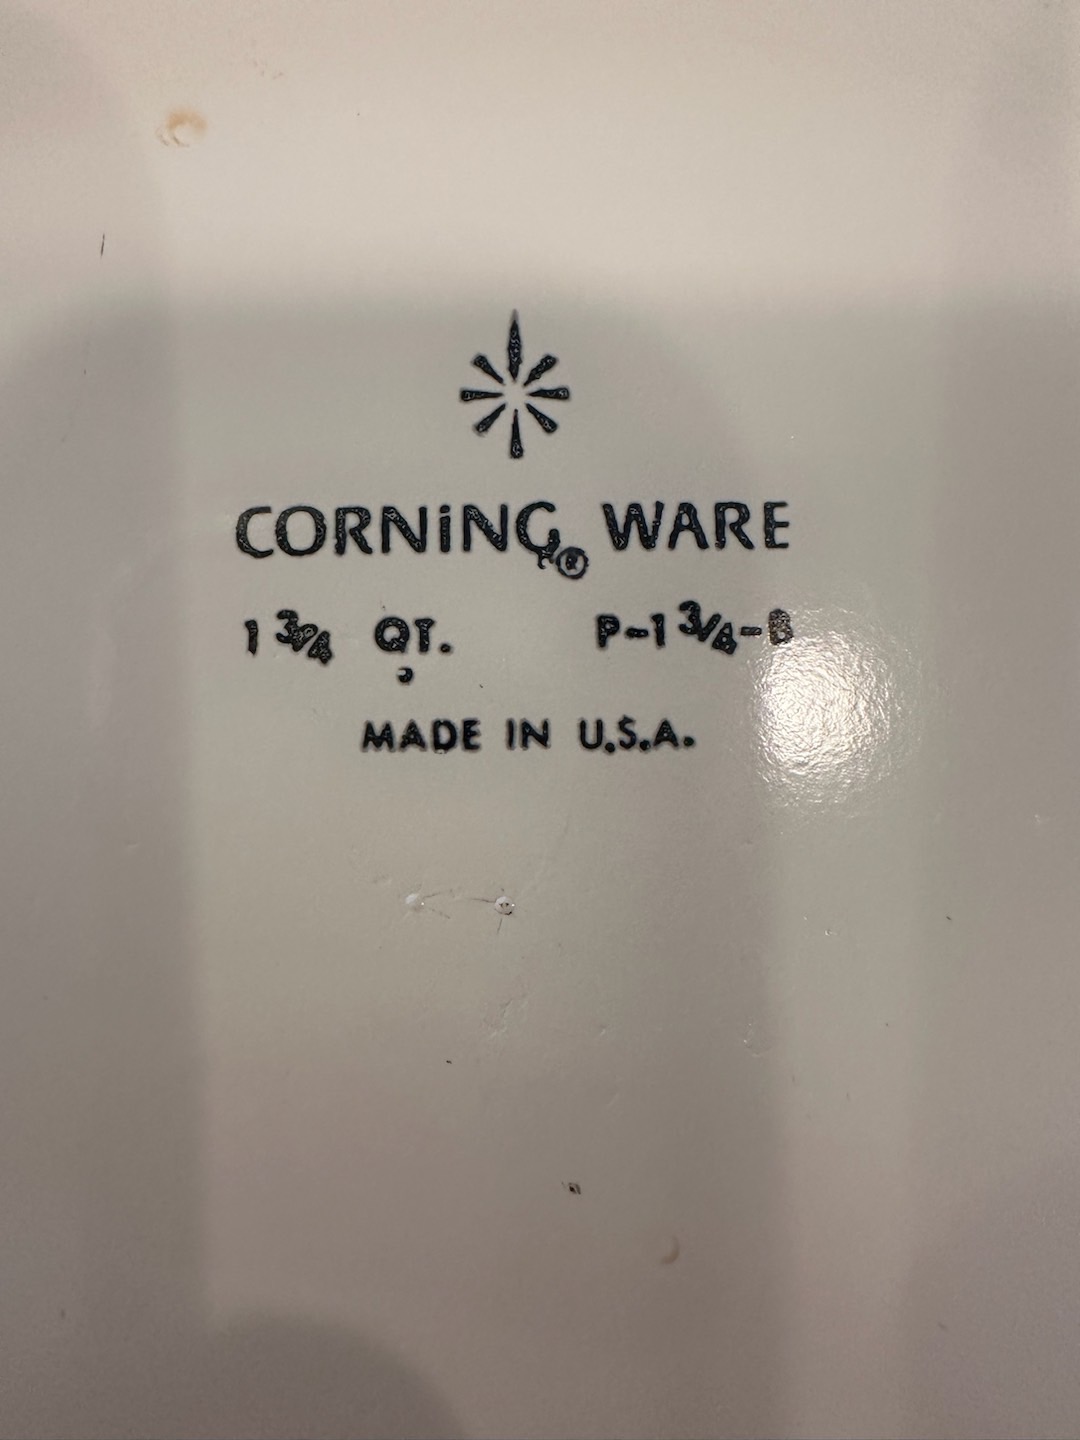 CORNiNG® WARE
1 3/4 QT. P-1 3/4-B
MADE IN U.S.A.